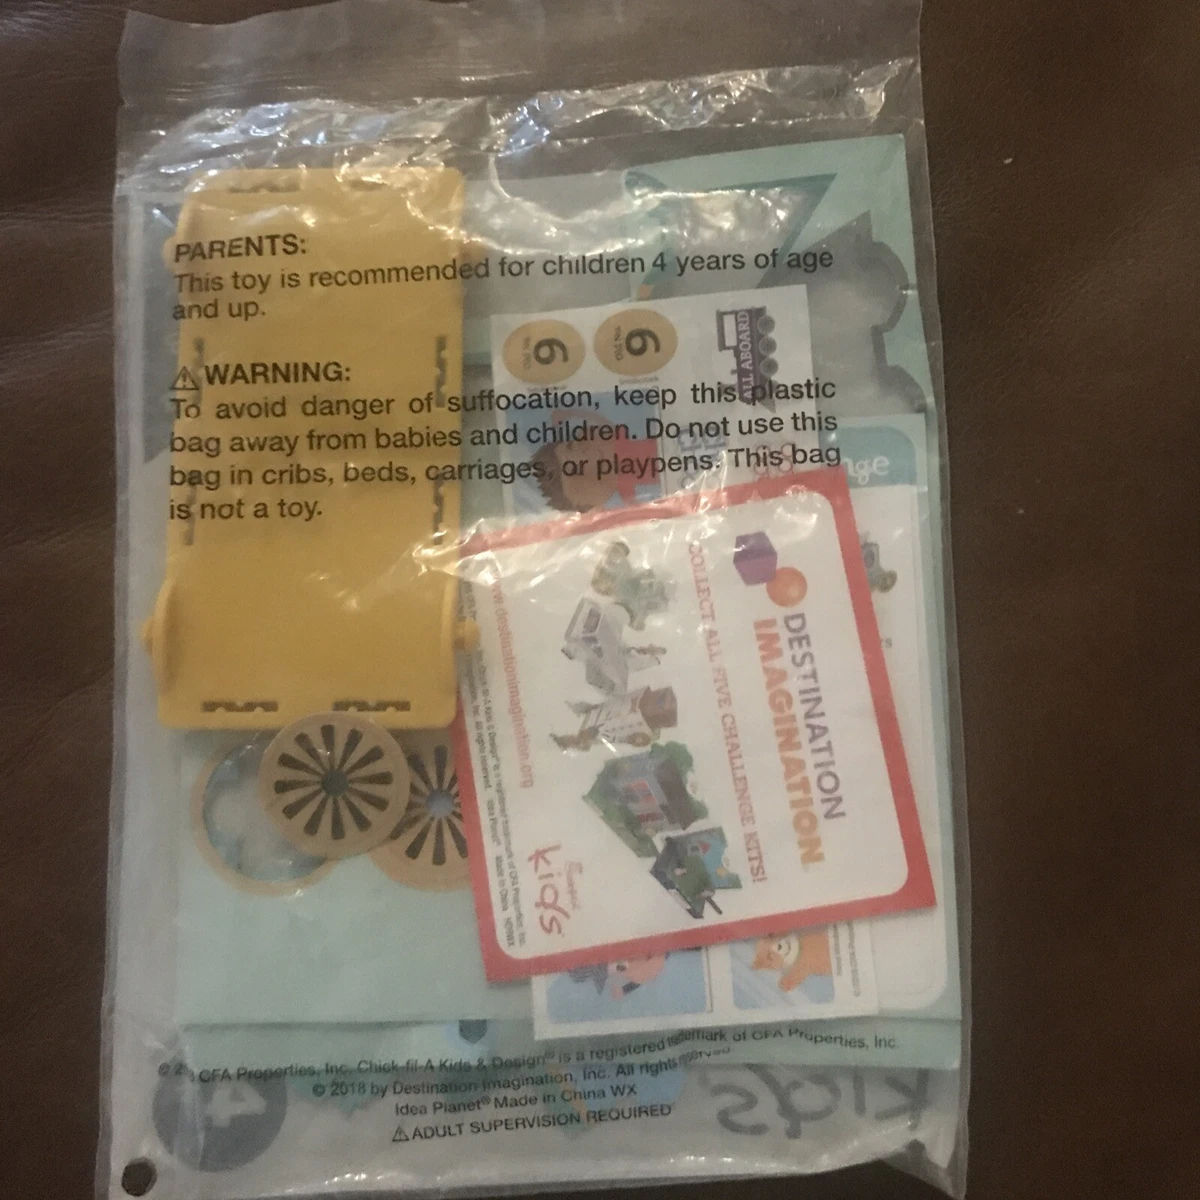 PARENTS:
This toy is recommended for children 4 years of age
and up.
⚠ WARNING:
To avoid danger of suffocation, keep this plastic
bag away from babies and children. Do not use this
bag in cribs, beds, carriages, or playpens. This bag
is not a toy.
6
6
ALL ABOARD
nge
DESTINATION
IMAGINATION
COLLECT ALL FIVE CHALLENGE KITS!
www.destinationimagination.org
kids
CFA Properties, Inc. Chick-fil-A Kids & Design® is a registered trademark of CFA Properties, Inc.
© 2018 by Destination Imagination, Inc. All rights reserved.
Idea Planet® Made in China WX
⚠ ADULT SUPERVISION REQUIRED
4
kids